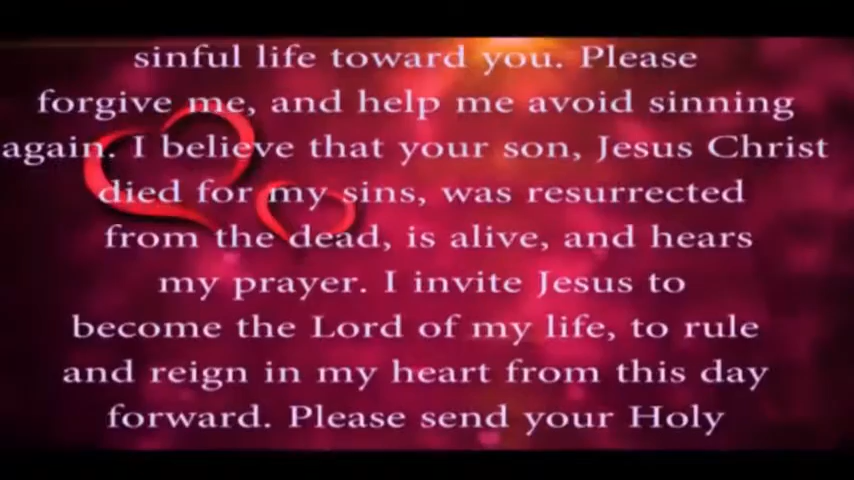 sinful life toward you. Please
forgive me, and help me avoid sinning
again. I believe that your son, Jesus Christ
died for my sins, was resurrected
from the dead, is alive, and hears
my prayer. I invite Jesus to
become the Lord of my life, to rule
and reign in my heart from this day
forward. Please send your Holy